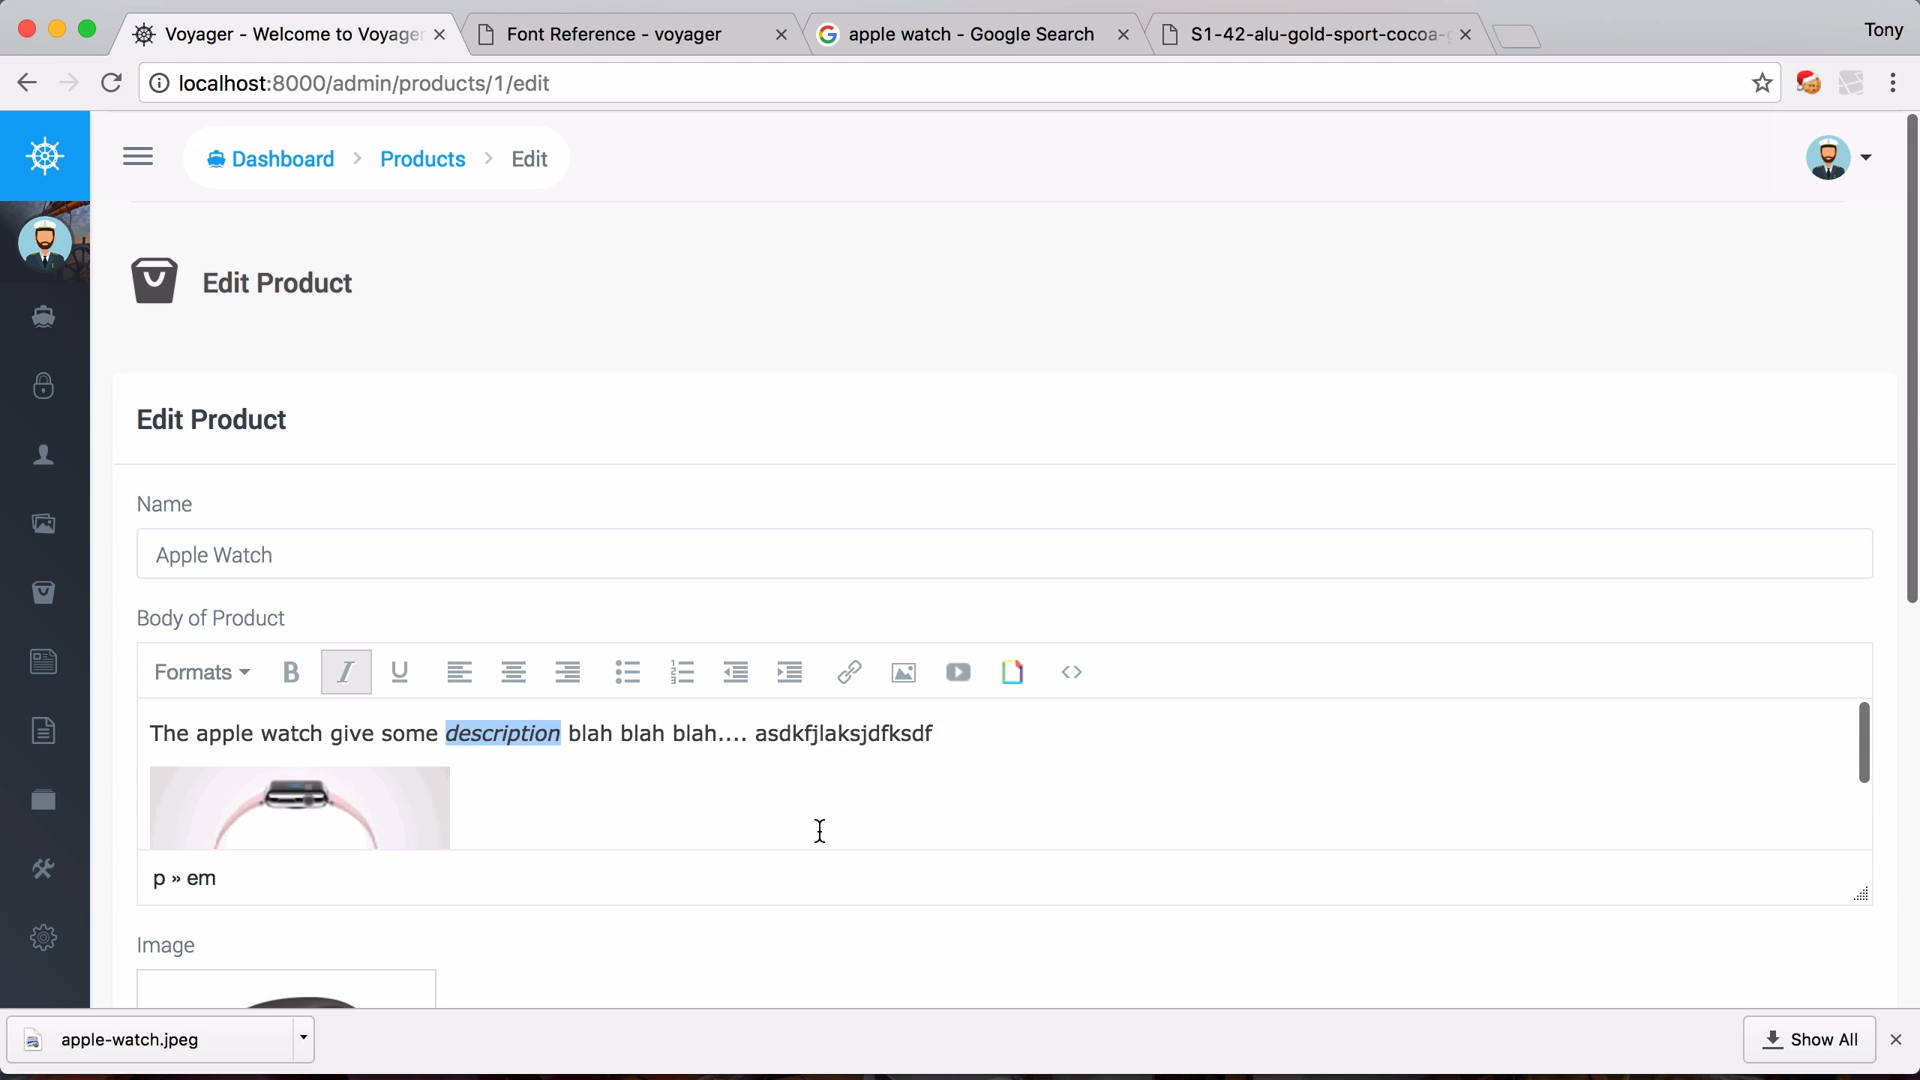 Voyager - Welcome to Voyager
Font Reference - voyager
apple watch - Google Search
S1-42-alu-gold-sport-cocoa-
Tony
localhost:8000/admin/products/1/edit
Dashboard > Products > Edit
Edit Product
Edit Product
Name
Apple Watch
Body of Product
Formats B I U
The apple watch give some description blah blah blah.... asdkfjlaksjdfksdf
p » em
Image
apple-watch.jpeg
Show All